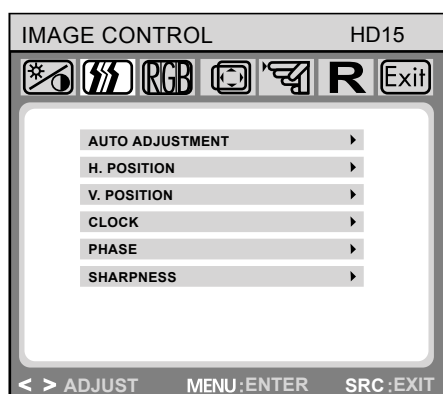 IMAGE CONTROL HD15
RGB R Exit
AUTO ADJUSTMENT
H. POSITION
V. POSITION
CLOCK
PHASE
SHARPNESS
< > ADJUST MENU:ENTER SRC:EXIT